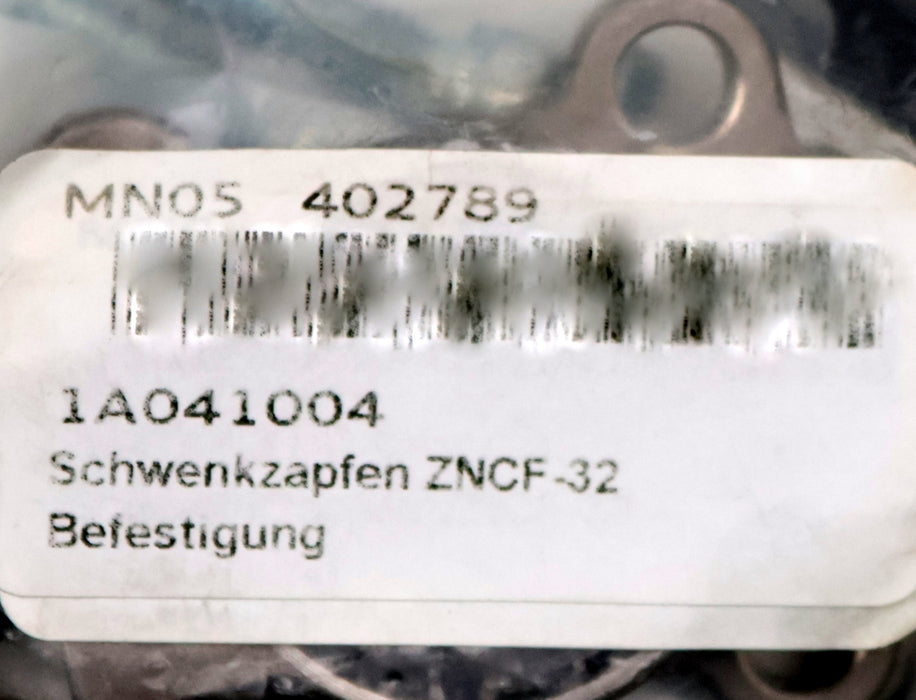 MN05 402789
1A041004
Schwenkzapfen ZNCF-32
Befestigung